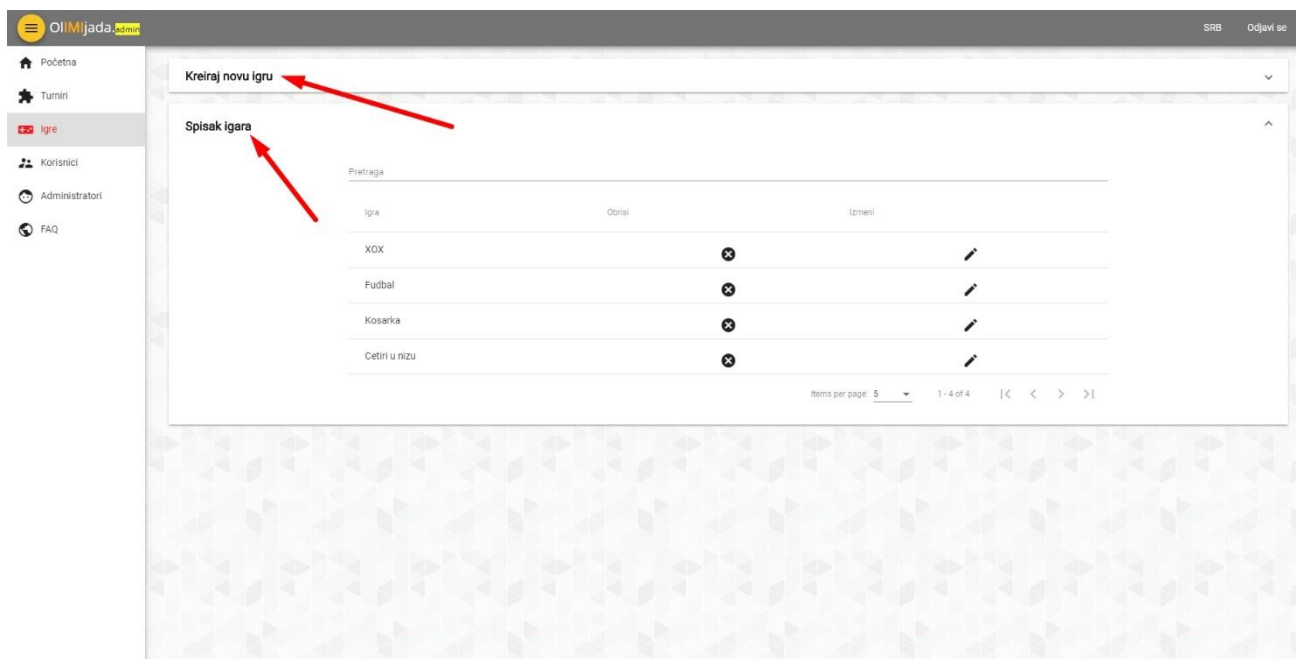 OlIMIjada.admin
SRB Odjavi se
Početna
Turniri
Igre
Korisnici
Administratori
FAQ
Kreiraj novu igru
Spisak igara
Pretraga
Igra Obrisi Izmeni
XOX
Fudbal
Kosarka
Cetiri u nizu
Items per page: 5 1 - 4 of 4